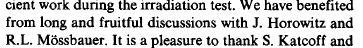 cient work during the irradiation test. We have benefited
from long and fruitful discussions with J. Horowitz and
R.L. Mössbauer. It is a pleasure to thank S. Katcoff and